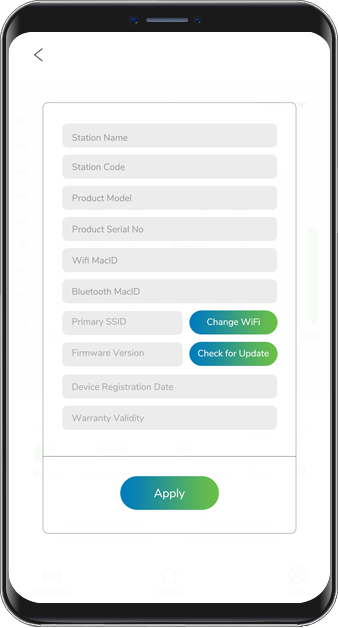 Station Name
Station Code
Product Model
Product Serial No
Wifi MacID
Bluetooth MacID
Primary SSID
Change WiFi
Firmware Version
Check for Update
Device Registration Date
Warranty Validity
Apply